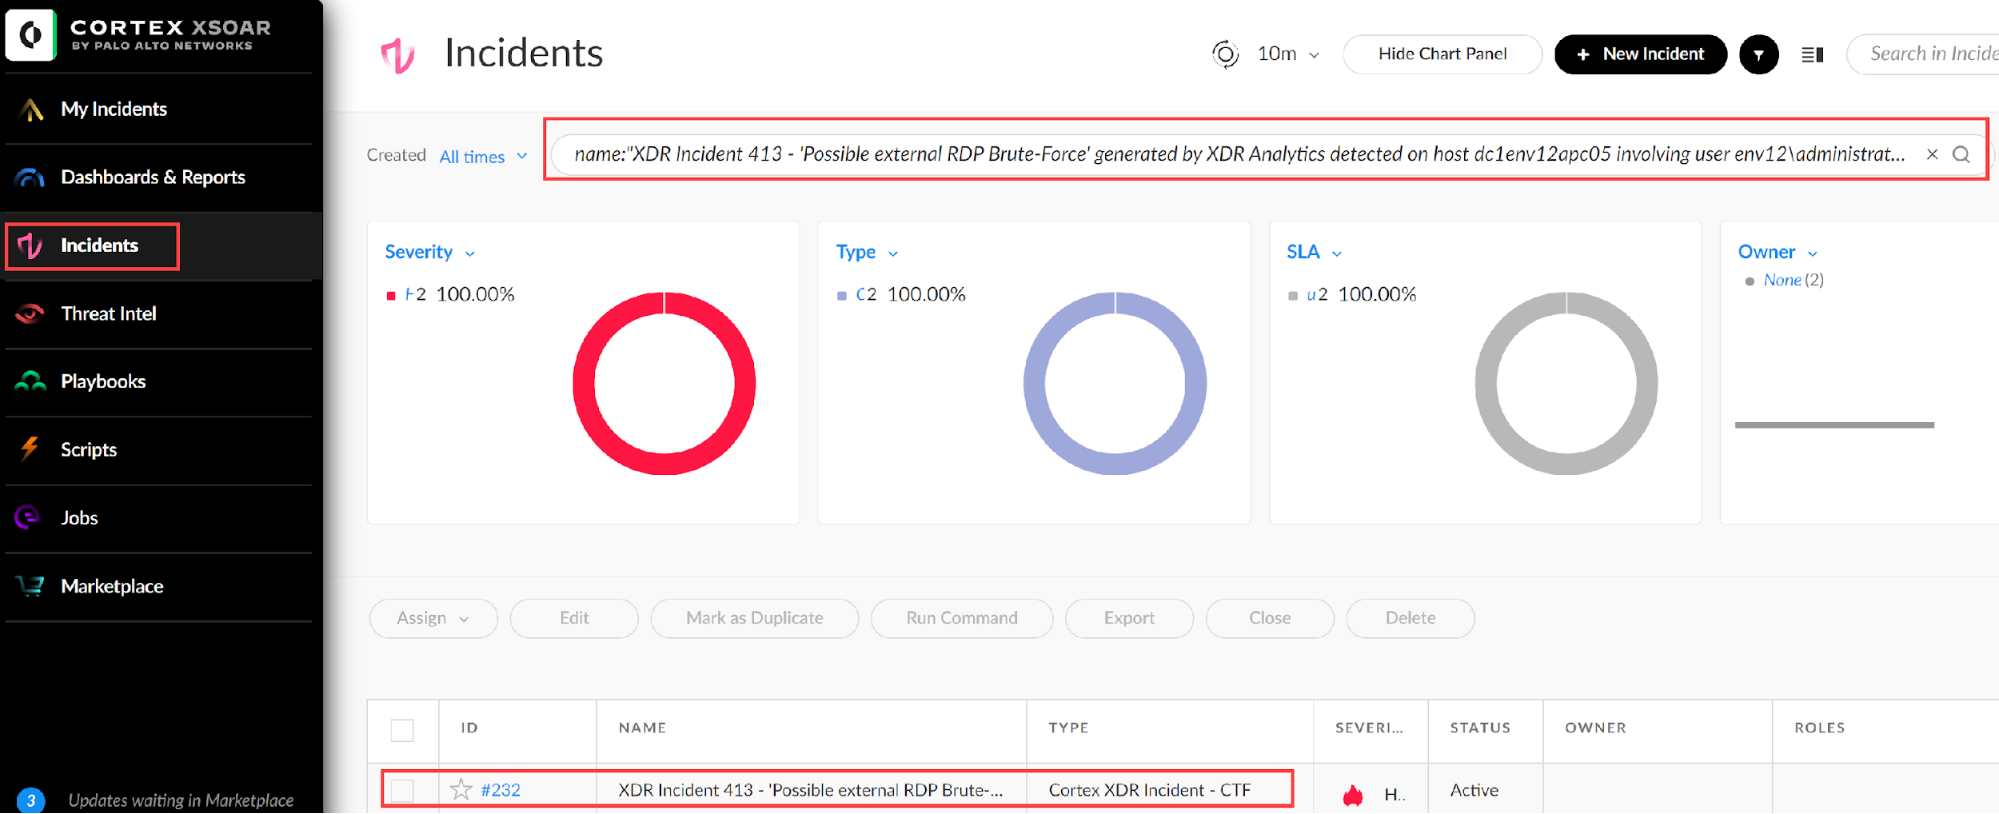 CORTEX XSOAR
BY PALO ALTO NETWORKS
My Incidents
Dashboards & Reports
Incidents
Threat Intel
Playbooks
Scripts
Jobs
Marketplace
3 Updates waiting in Marketplace
Incidents
10m
Hide Chart Panel
+ New Incident
Search in Incide
Created All times
name:"XDR Incident 413 - 'Possible external RDP Brute-Force' generated by XDR Analytics detected on host dc1env12apc05 involving user env12\administrat...
Severity
2 100.00%
Type
2 100.00%
SLA
u 2 100.00%
Owner
None (2)
Assign
Edit
Mark as Duplicate
Run Command
Export
Close
Delete
ID NAME TYPE SEVERI... STATUS OWNER ROLES
#232 XDR Incident 413 - 'Possible external RDP Brute-... Cortex XDR Incident - CTF H.. Active